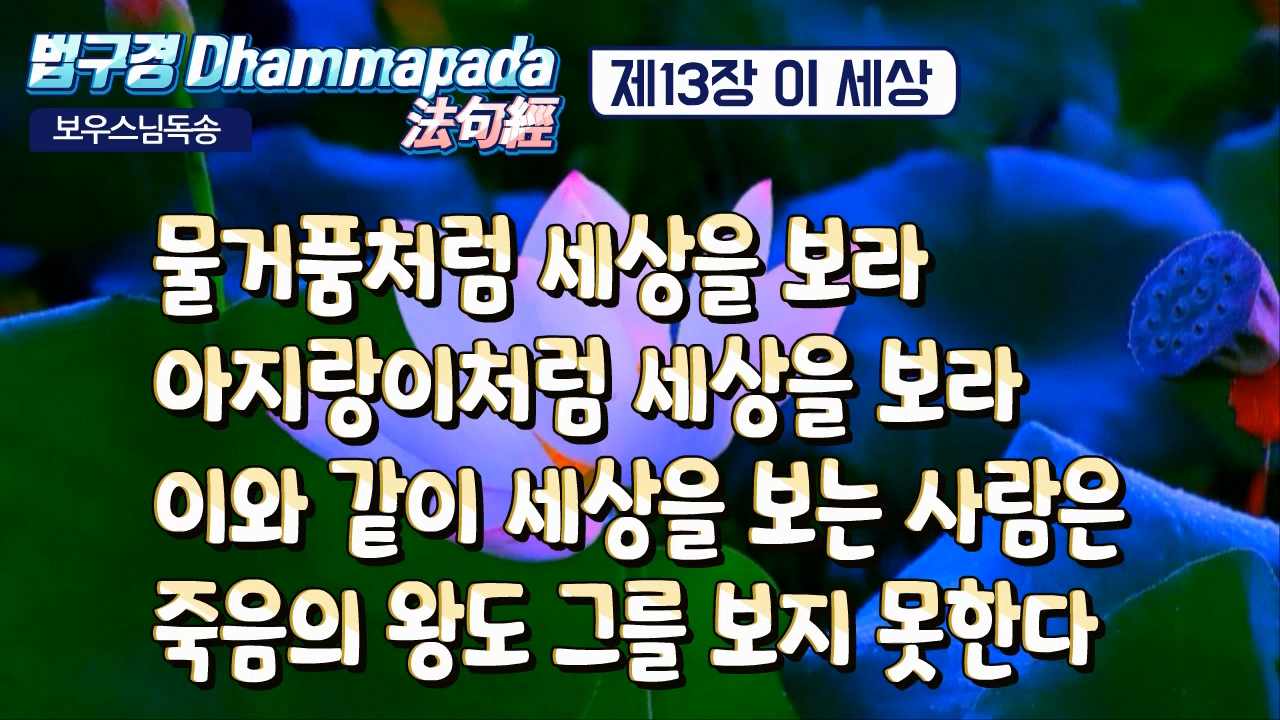 법구경 Dhammapada
法句經
보우스님독송
제13장 이 세상
물거품처럼 세상을 보라
아지랑이처럼 세상을 보라
이와 같이 세상을 보는 사람은
죽음의 왕도 그를 보지 못한다